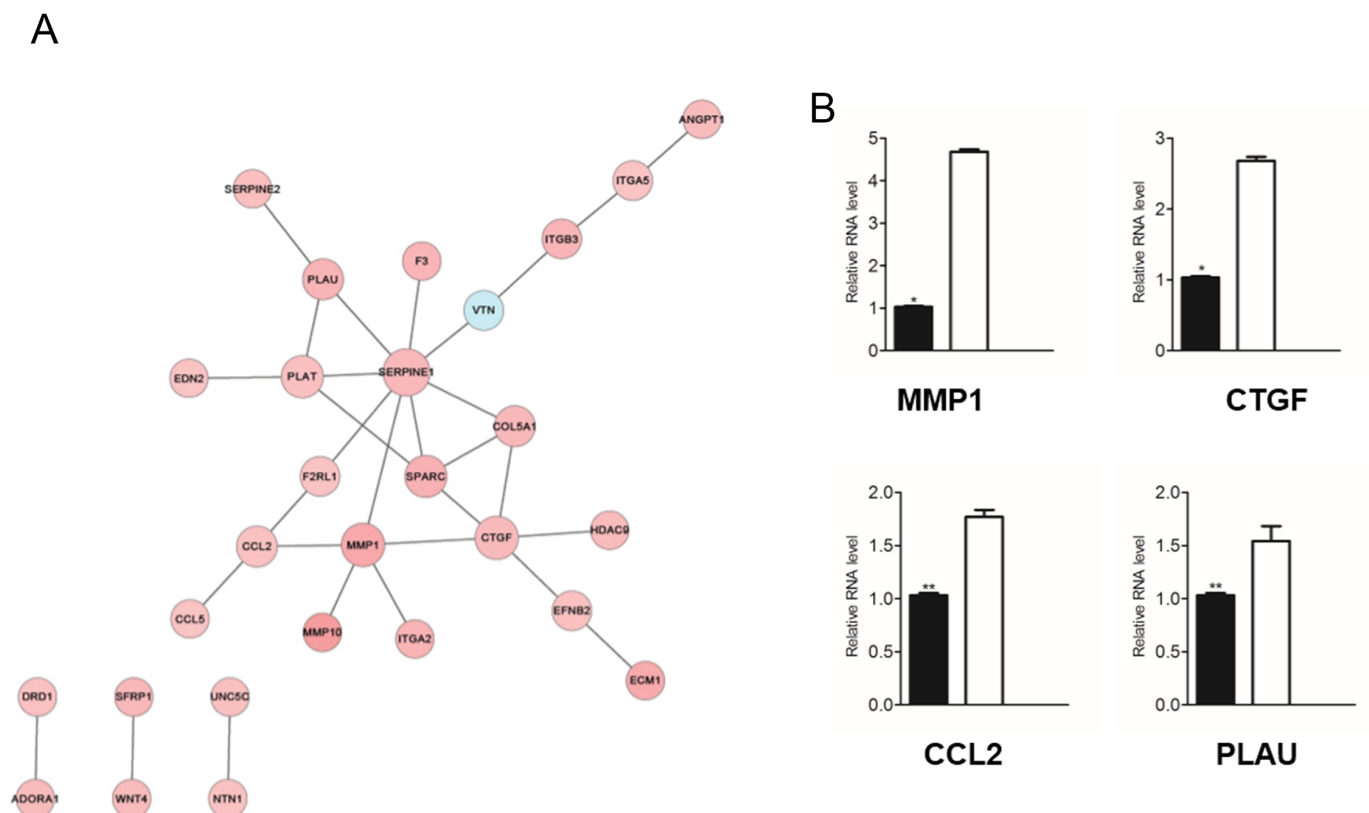 A
ANGPT1
ITGA5
SERPINE2
ITGB3
F3
PLAU
VTN
EDN2
PLAT
SERPINE1
COL5A1
F2RL1
SPARC
CCL2
MMP1
CTGF
HDAC9
CCL5
MMP10
ITGA2
EFNB2
ECM1
DRD1
SFRP1
UNC5C
ADORA1
WNT4
NTN1
B
Relative RNA level
5
4
3
2
1
0
*
MMP1
Relative RNA level
3
2
1
0
*
CTGF
Relative RNA level
2.0
1.5
1.0
0.5
0.0
**
CCL2
Relative RNA level
2.0
1.5
1.0
0.5
0.0
**
PLAU